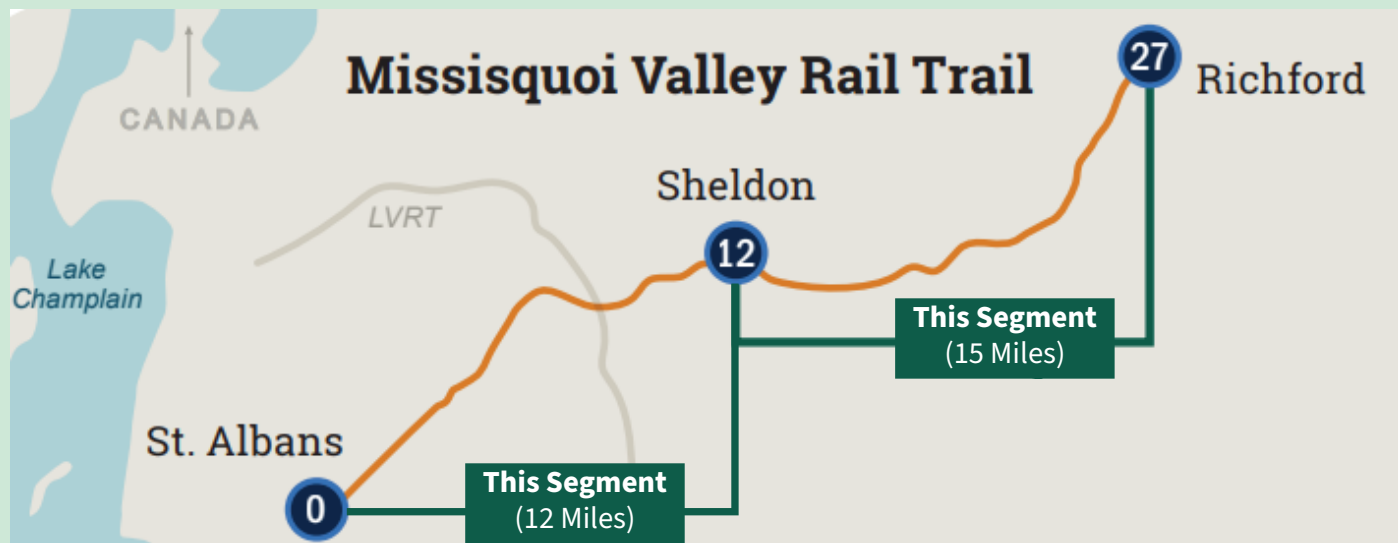 Missisquoi Valley Rail Trail
27
Richford
CANADA
Sheldon
LVRT
12
Lake
Champlain
This Segment
(15 Miles)
St. Albans
0
This Segment
(12 Miles)